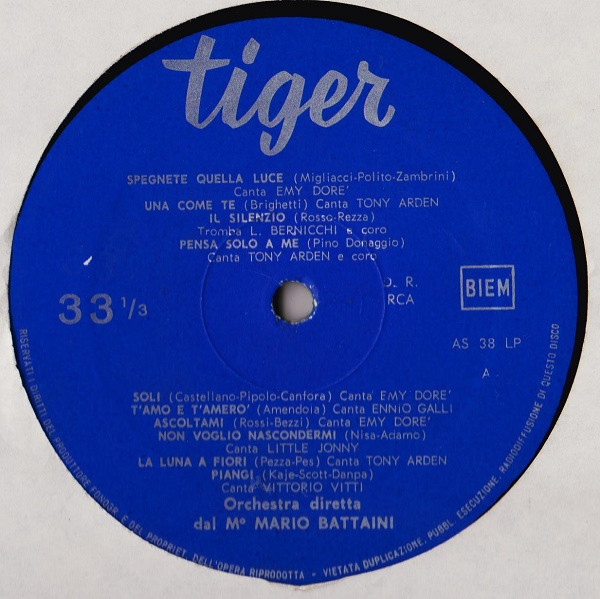 tiger
SPEGNETE QUELLA LUCE (Migliacci-Polito-Zambrini)
Canta EMY DORE'
UNA COME TE (Brighetti) Canta TONY ARDEN
IL SILENZIO (Rosso-Rezza)
Tromba L. BERNICCHI e coro
PENSA SOLO A ME (Pino Donaggio)
Canta TONY ARDEN e coro
33 1/3
D. R.
RCA
BIEM
AS 38 LP
A
SOLI (Castellano-Pipolo-Canfora) Canta EMY DORE'
T'AMO E T'AMERO' (Amendola) Canta ENNIO GALLI
ASCOLTAMI (Rossi-Bezzi) Canta EMY DORE'
NON VOGLIO NASCONDERMI (Nisa-Adamo)
Canta LITTLE JONNY
LA LUNA A FIORI (Pezza-Pes) Canta TONY ARDEN
PIANGI (Kaje-Scott-Danpa)
Canta VITTORIO VITTI
Orchestra diretta
dal M° MARIO BATTAINI
RISERVATI I DIRITTI DEL PRODUTTORE FONOGR. E DEL PROPRIET. DELL'OPERA RIPRODOTTA - VIETATA DUPLICAZIONE, PUBBL. ESECUZIONE, RADIODIFFUSIONE DI QUESTO DISCO